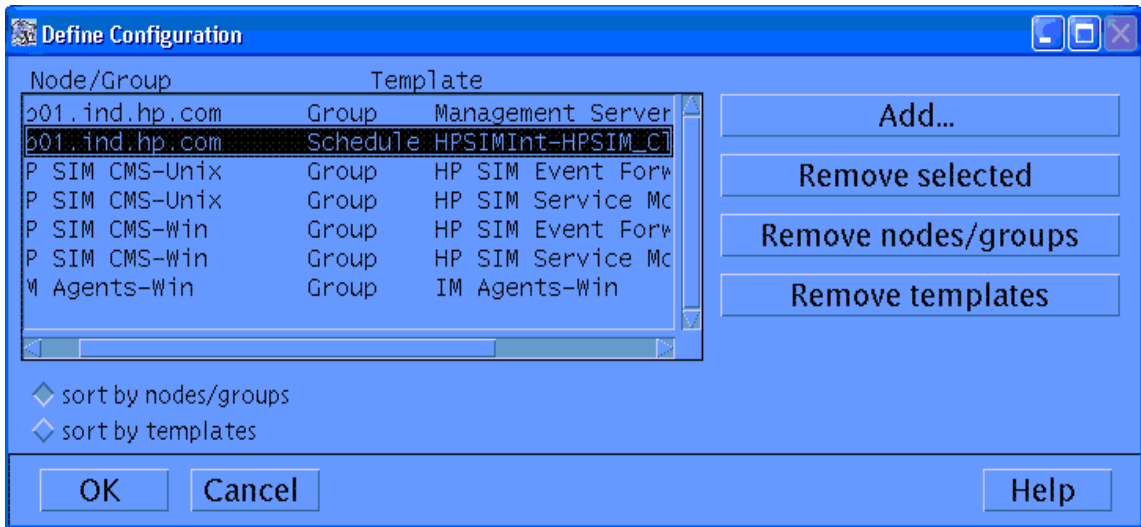 Define Configuration
Node/Group Template
o01.ind.hp.com Group Management Server
o01.ind.hp.com Schedule HPSIMInt-HPSIM_Cl
P SIM CMS-Unix Group HP SIM Event Forw
P SIM CMS-Unix Group HP SIM Service Mo
P SIM CMS-Win Group HP SIM Event Forw
P SIM CMS-Win Group HP SIM Service Mo
M Agents-Win Group IM Agents-Win
Add...
Remove selected
Remove nodes/groups
Remove templates
sort by nodes/groups
sort by templates
OK Cancel Help